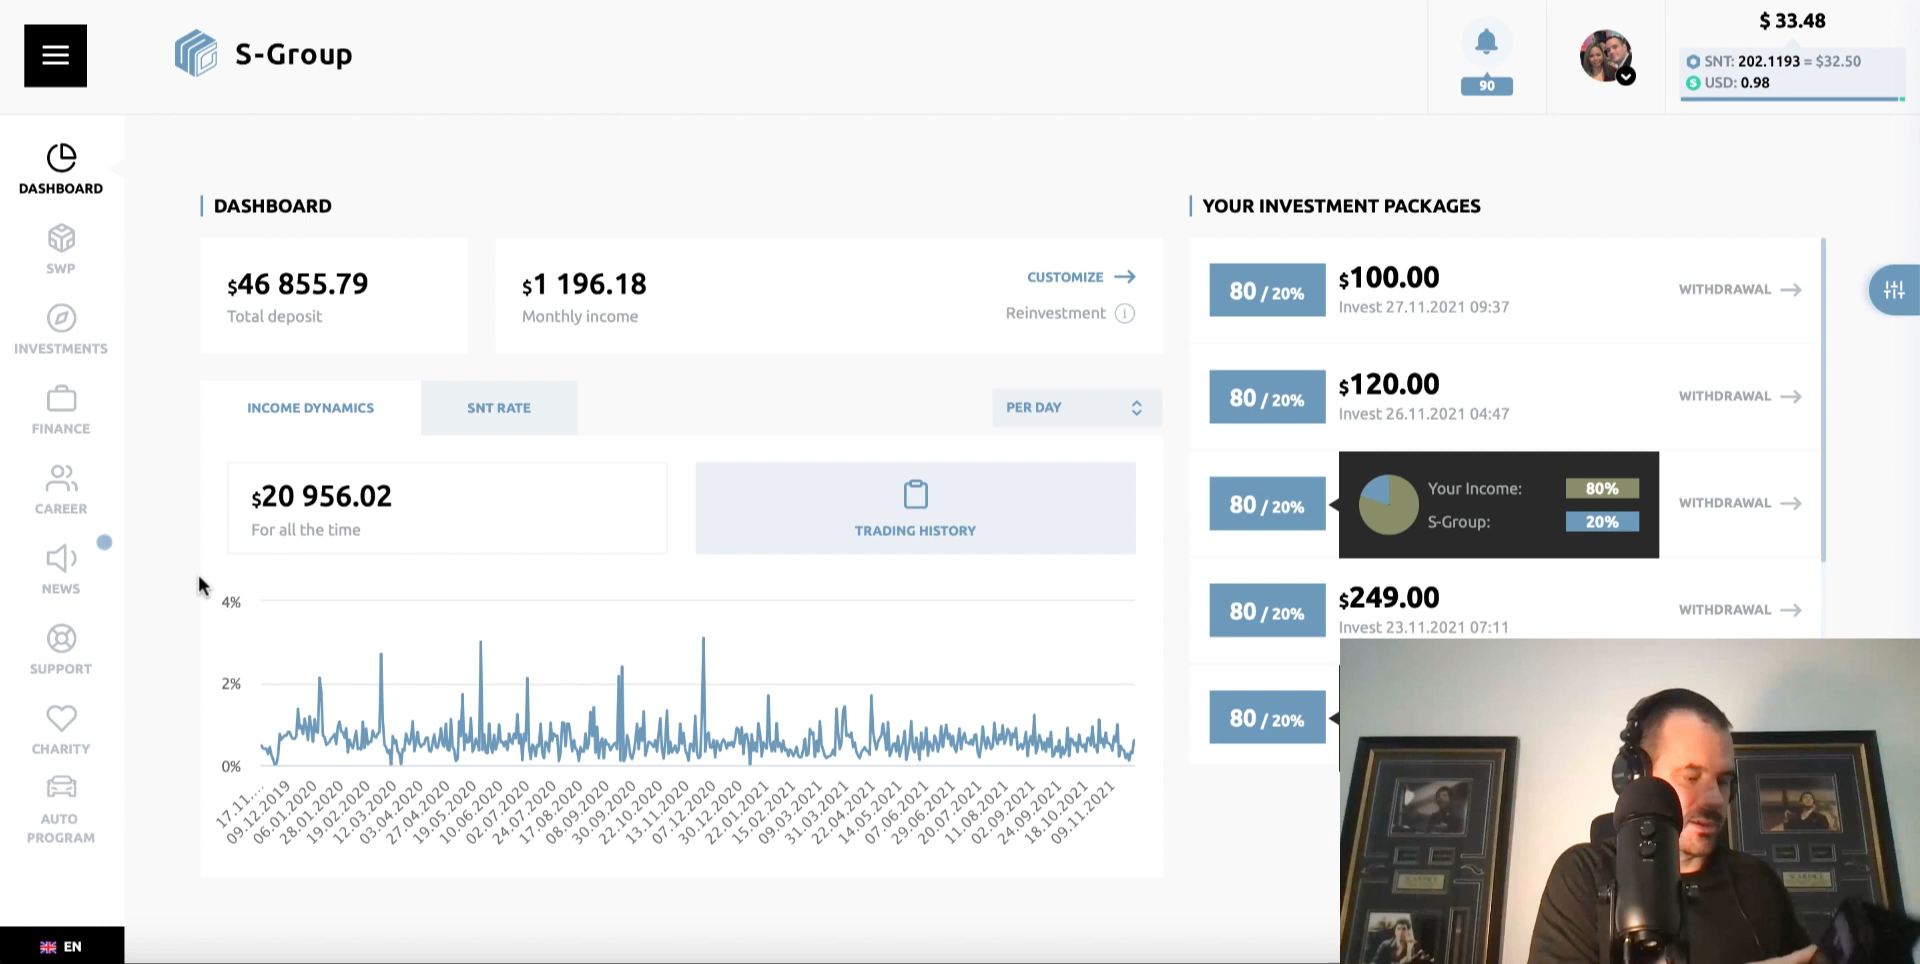 S-Group
90
$ 33.48
SNT: 202.1193 = $32.50
USD: 0.98
DASHBOARD
SWP
INVESTMENTS
FINANCE
CAREER
NEWS
SUPPORT
CHARITY
AUTO
PROGRAM
EN
DASHBOARD
$46 855.79
Total deposit
$1 196.18
Monthly income
CUSTOMIZE
Reinvestment
INCOME DYNAMICS
SNT RATE
PER DAY
$20 956.02
For all the time
TRADING HISTORY
4%
2%
0%
17.11....
09.12.2019
06.01.2020
28.01.2020
19.02.2020
12.03.2020
03.04.2020
27.04.2020
19.05.2020
10.06.2020
02.07.2020
24.07.2020
17.08.2020
08.09.2020
30.09.2020
22.10.2020
13.11.2020
07.12.2020
30.12.2020
22.01.2021
15.02.2021
09.03.2021
31.03.2021
22.04.2021
14.05.2021
07.06.2021
29.06.2021
20.07.2021
11.08.2021
02.09.2021
24.09.2021
18.10.2021
09.11.2021
YOUR INVESTMENT PACKAGES
80 / 20%
$100.00
Invest 27.11.2021 09:37
WITHDRAWAL
80 / 20%
$120.00
Invest 26.11.2021 04:47
WITHDRAWAL
80 / 20%
Your Income: 80%
S-Group: 20%
WITHDRAWAL
80 / 20%
$249.00
Invest 23.11.2021 07:11
WITHDRAWAL
80 / 20%